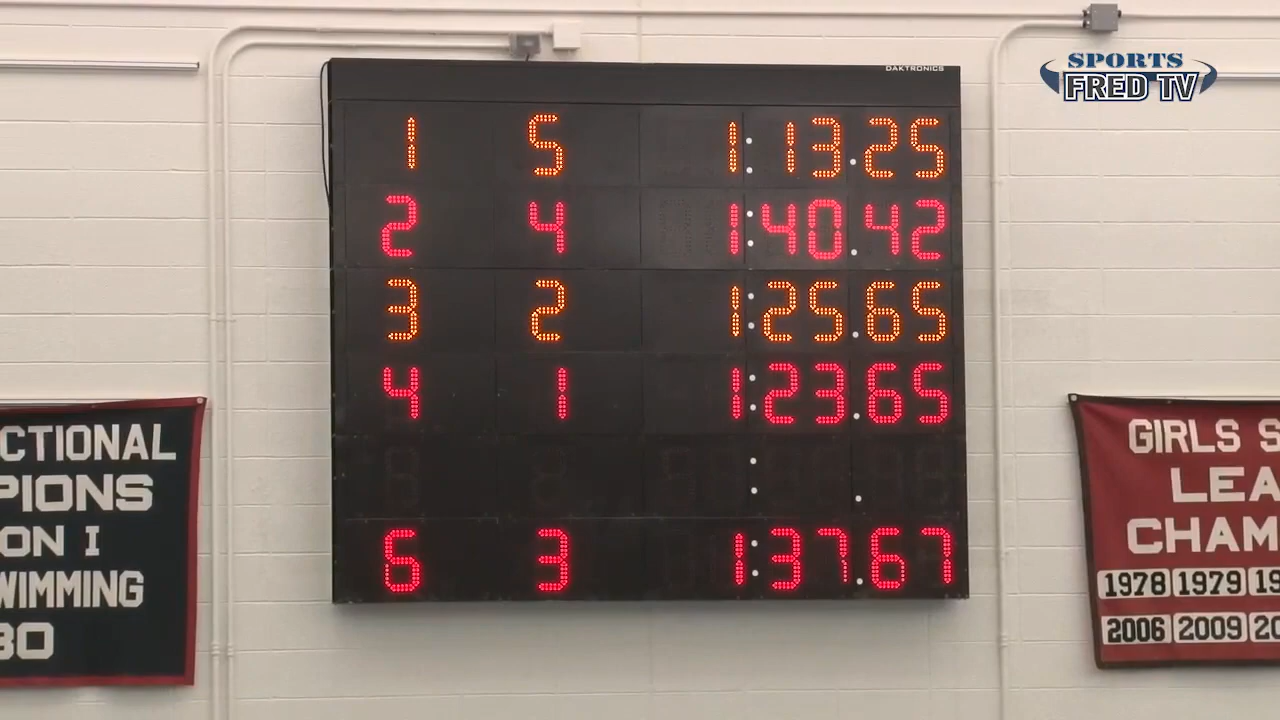 DAKTRONICS
SPORTS
FRED TV
1 5 1:13.25
2 4 1:40.42
3 2 1:25.65
4 1 1:23.65
: .
6 3 1:37.67
CTIONAL
PIONS
ON I
WIMMING
80
GIRLS S
LEA
CHAM
1978 1979 19
2006 2009 20